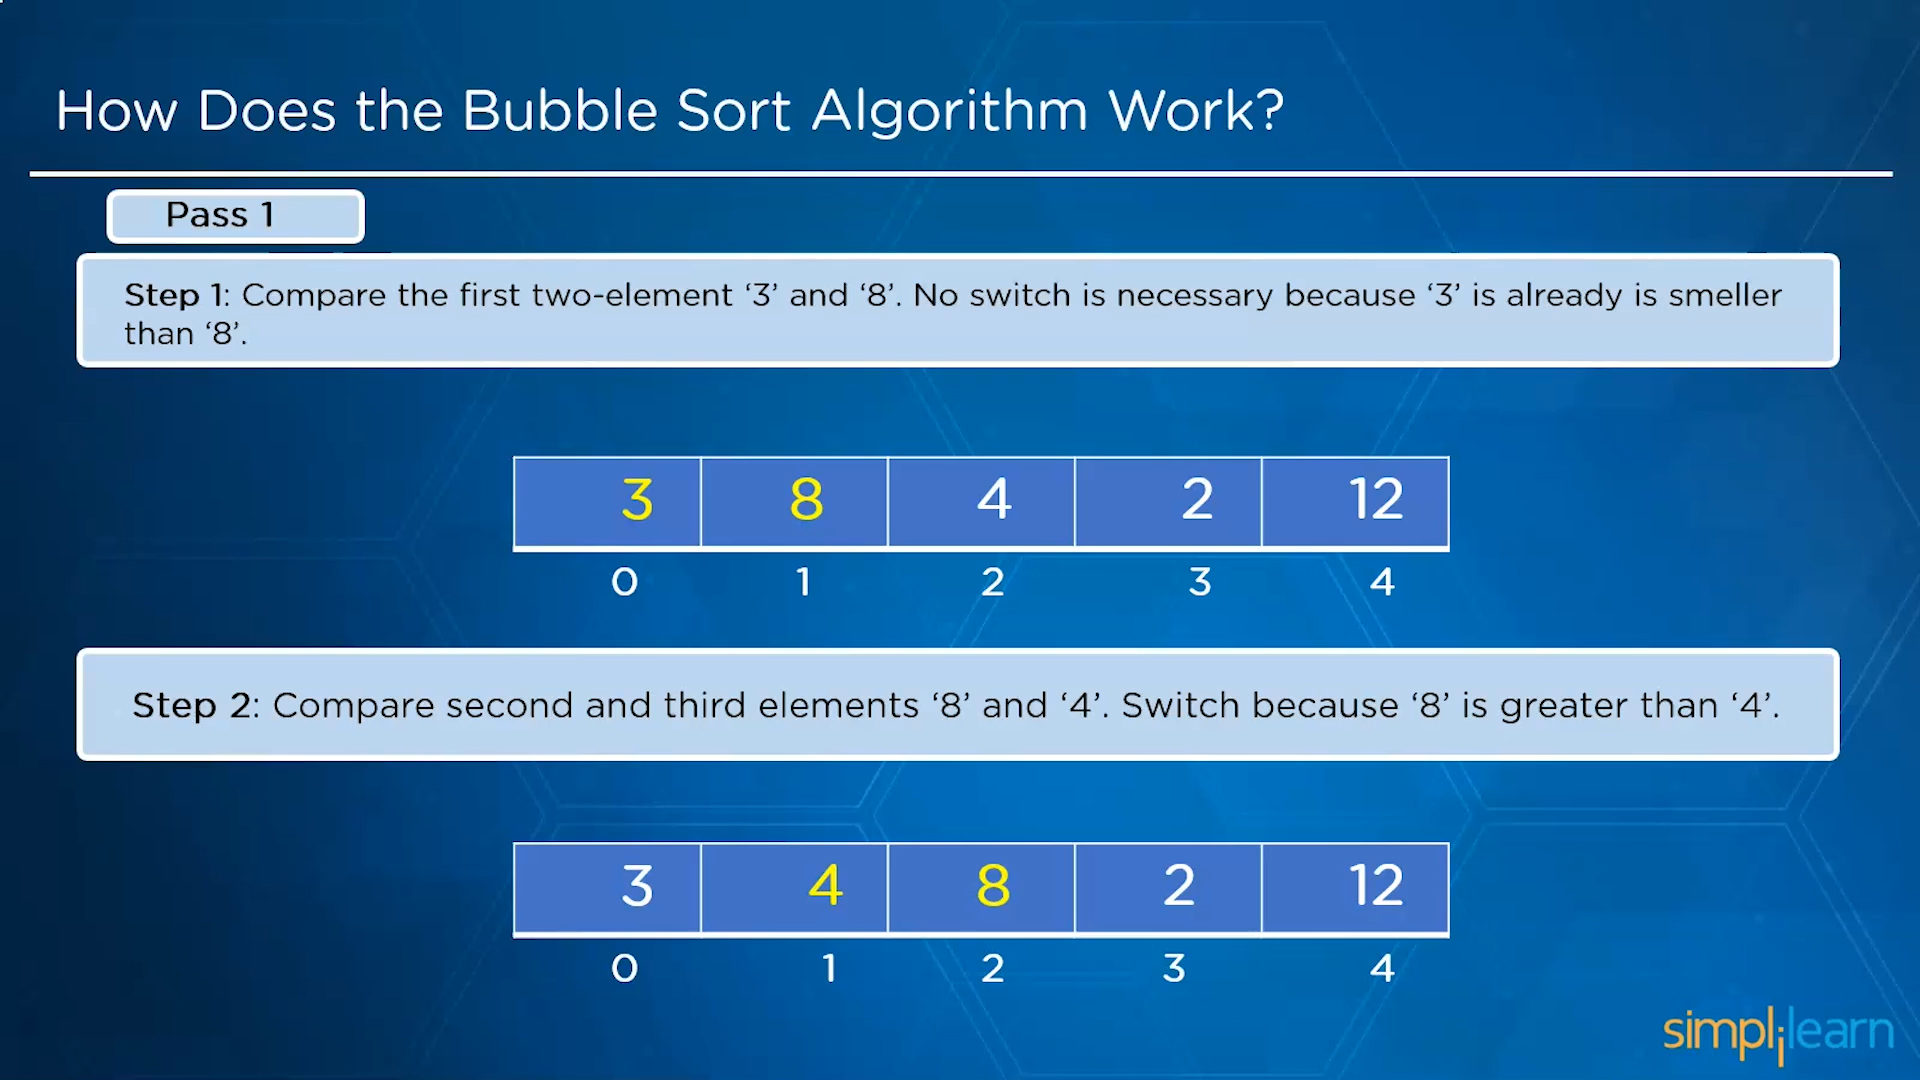 How Does the Bubble Sort Algorithm Work?
Pass 1
Step 1: Compare the first two-element ‘3’ and ‘8’. No switch is necessary because ‘3’ is already is smeller
than ‘8’.
3 8 4 2 12
0 1 2 3 4
Step 2: Compare second and third elements ‘8’ and ‘4’. Switch because ‘8’ is greater than ‘4’.
3 4 8 2 12
0 1 2 3 4
simplilearn